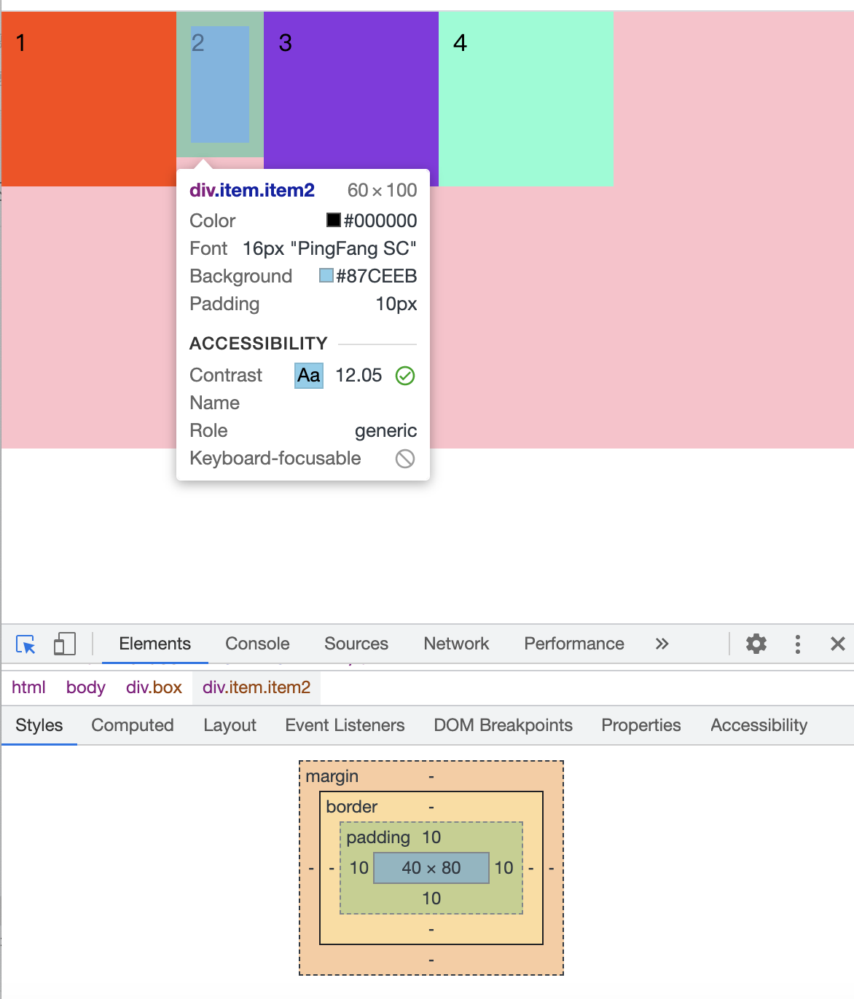 1 2 3 4
div.item.item2 60 × 100
Color #000000
Font 16px "PingFang SC"
Background #87CEEB
Padding 10px
ACCESSIBILITY
Contrast Aa 12.05
Name
Role generic
Keyboard-focusable
Elements Console Sources Network Performance »
html body div.box div.item.item2
Styles Computed Layout Event Listeners DOM Breakpoints Properties Accessibility
margin -
border -
padding 10
- - 10 40 × 80 10 - -
10
-
-